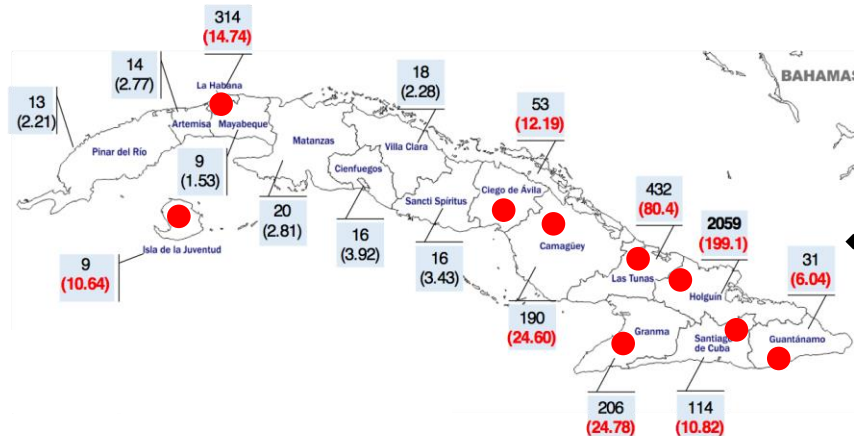 314
(14.74)
14
(2.77)
18
(2.28)
BAHAMAS
La Habana
13
(2.21)
53
(12.19)
Artemisa
Mayabeque
Matanzas
Villa Clara
Pinar del Río
9
(1.53)
Cienfuegos
Ciego de Ávila
432
(80.4)
Sancti Spíritus
20
(2.81)
2059
(199.1)
16
(3.92)
Camagüey
Isla de la Juventud
9
(10.64)
16
(3.43)
31
(6.04)
Las Tunas
Holguín
190
(24.60)
Granma
Santiago
de Cuba
Guantánamo
206
(24.78)
114
(10.82)